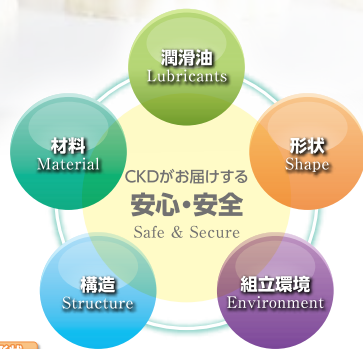 潤滑油
Lubricants
材料
Material
形状
Shape
CKDがお届けする
安心・安全
Safe & Secure
構造
Structure
組立環境
Environment